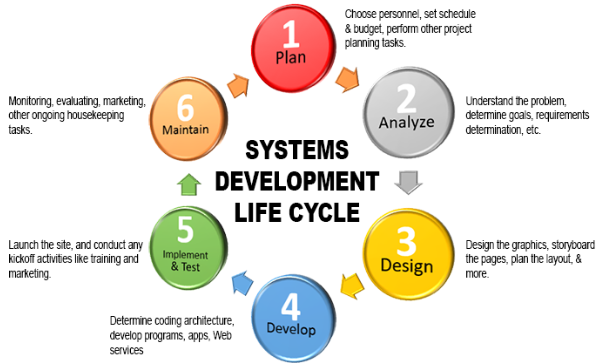 1
Plan
Choose personnel, set schedule
& budget, perform other project
planning tasks.
2
Analyze
Understand the problem,
determine goals, requirements
determination, etc.
3
Design
Design the graphics, storyboard
the pages, plan the layout, &
more.
4
Develop
Determine coding architecture,
develop programs, apps, Web
services
5
Implement
& Test
Launch the site, and conduct any
kickoff activities like training and
marketing.
6
Maintain
Monitoring, evaluating, marketing,
other ongoing housekeeping
tasks.
SYSTEMS
DEVELOPMENT
LIFE CYCLE